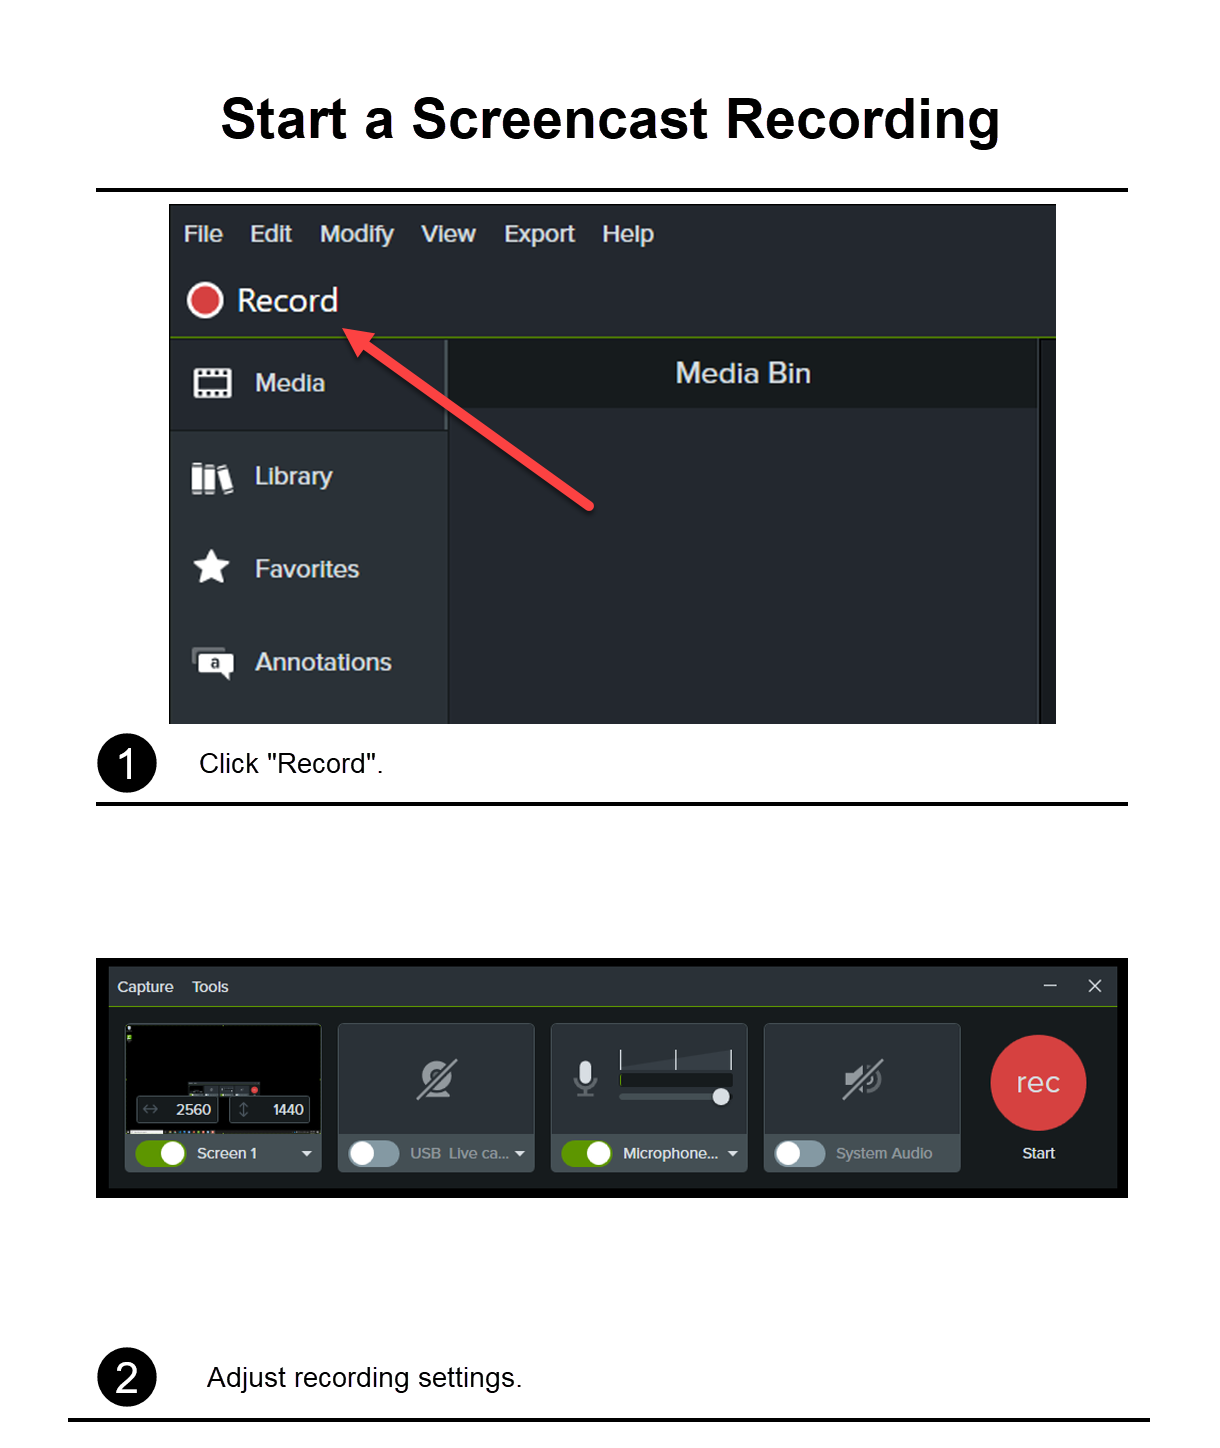 Start a Screencast Recording
File Edit Modify View Export Help
Record
Media
Media Bin
Library
Favorites
a
Annotations
1 Click "Record".
Capture Tools
2560 1440
rec
Screen 1
USB Live ca...
Microphone...
System Audio
Start
2 Adjust recording settings.